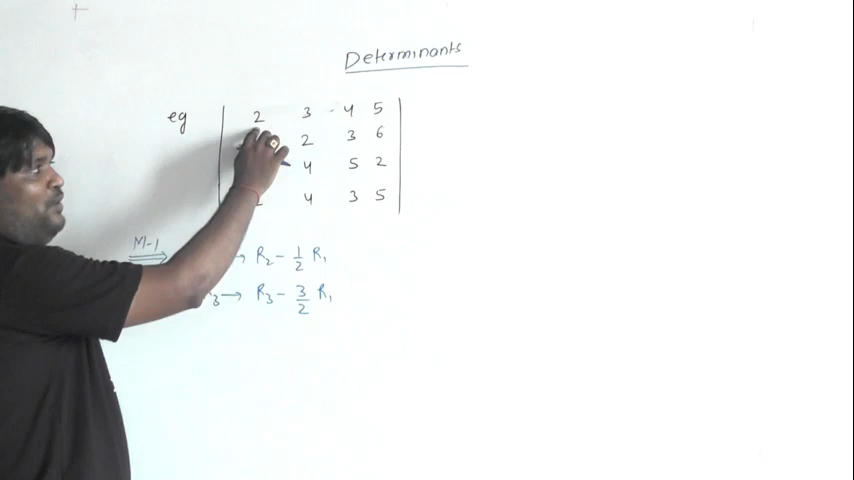 Determinants
eg 2 3 4 5
2 3 6
4 5 2
4 3 5
M-1 → R₂ - 1/2 R₁
3 → R₃ - 3/2 R₁